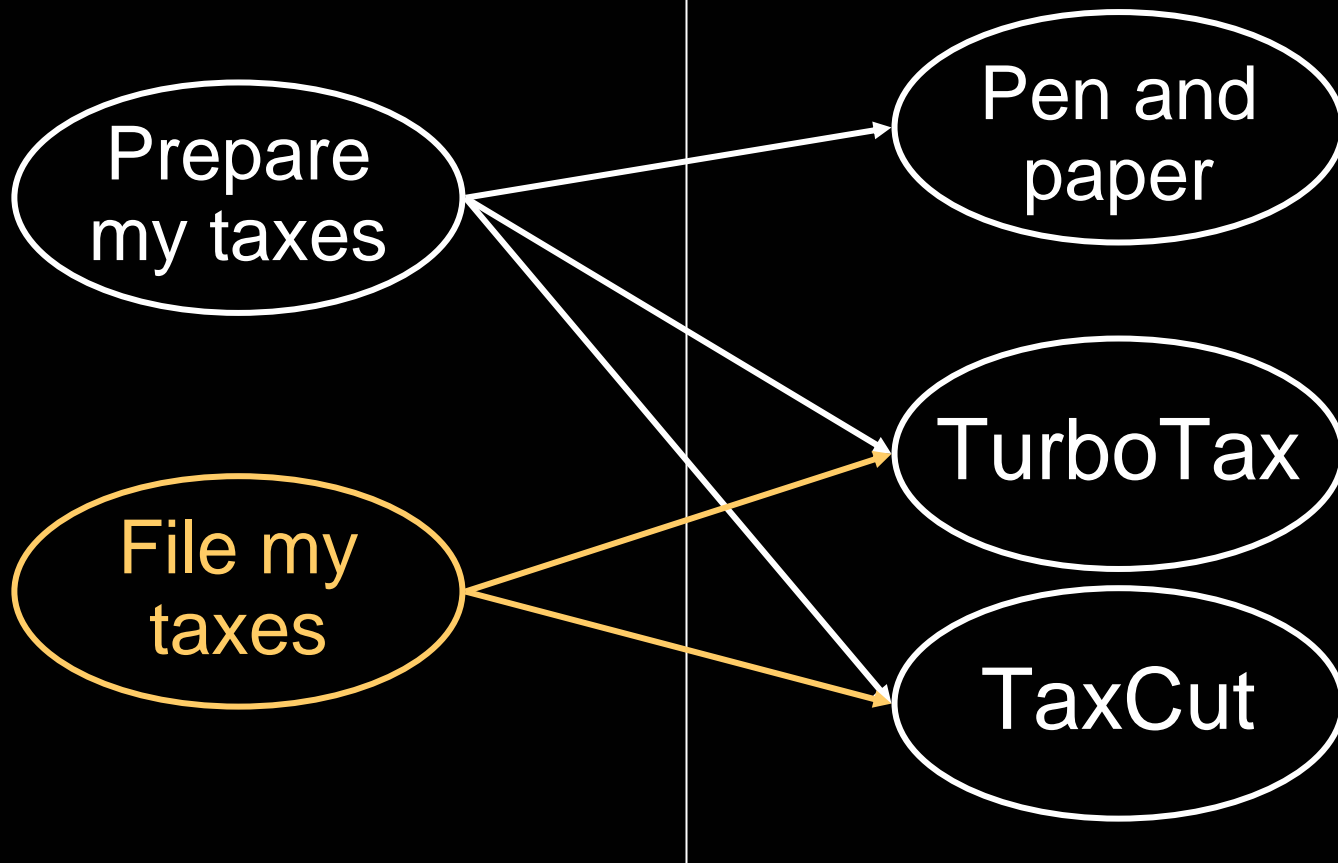 Prepare
my taxes
File my
taxes
Pen and
paper
TurboTax
TaxCut